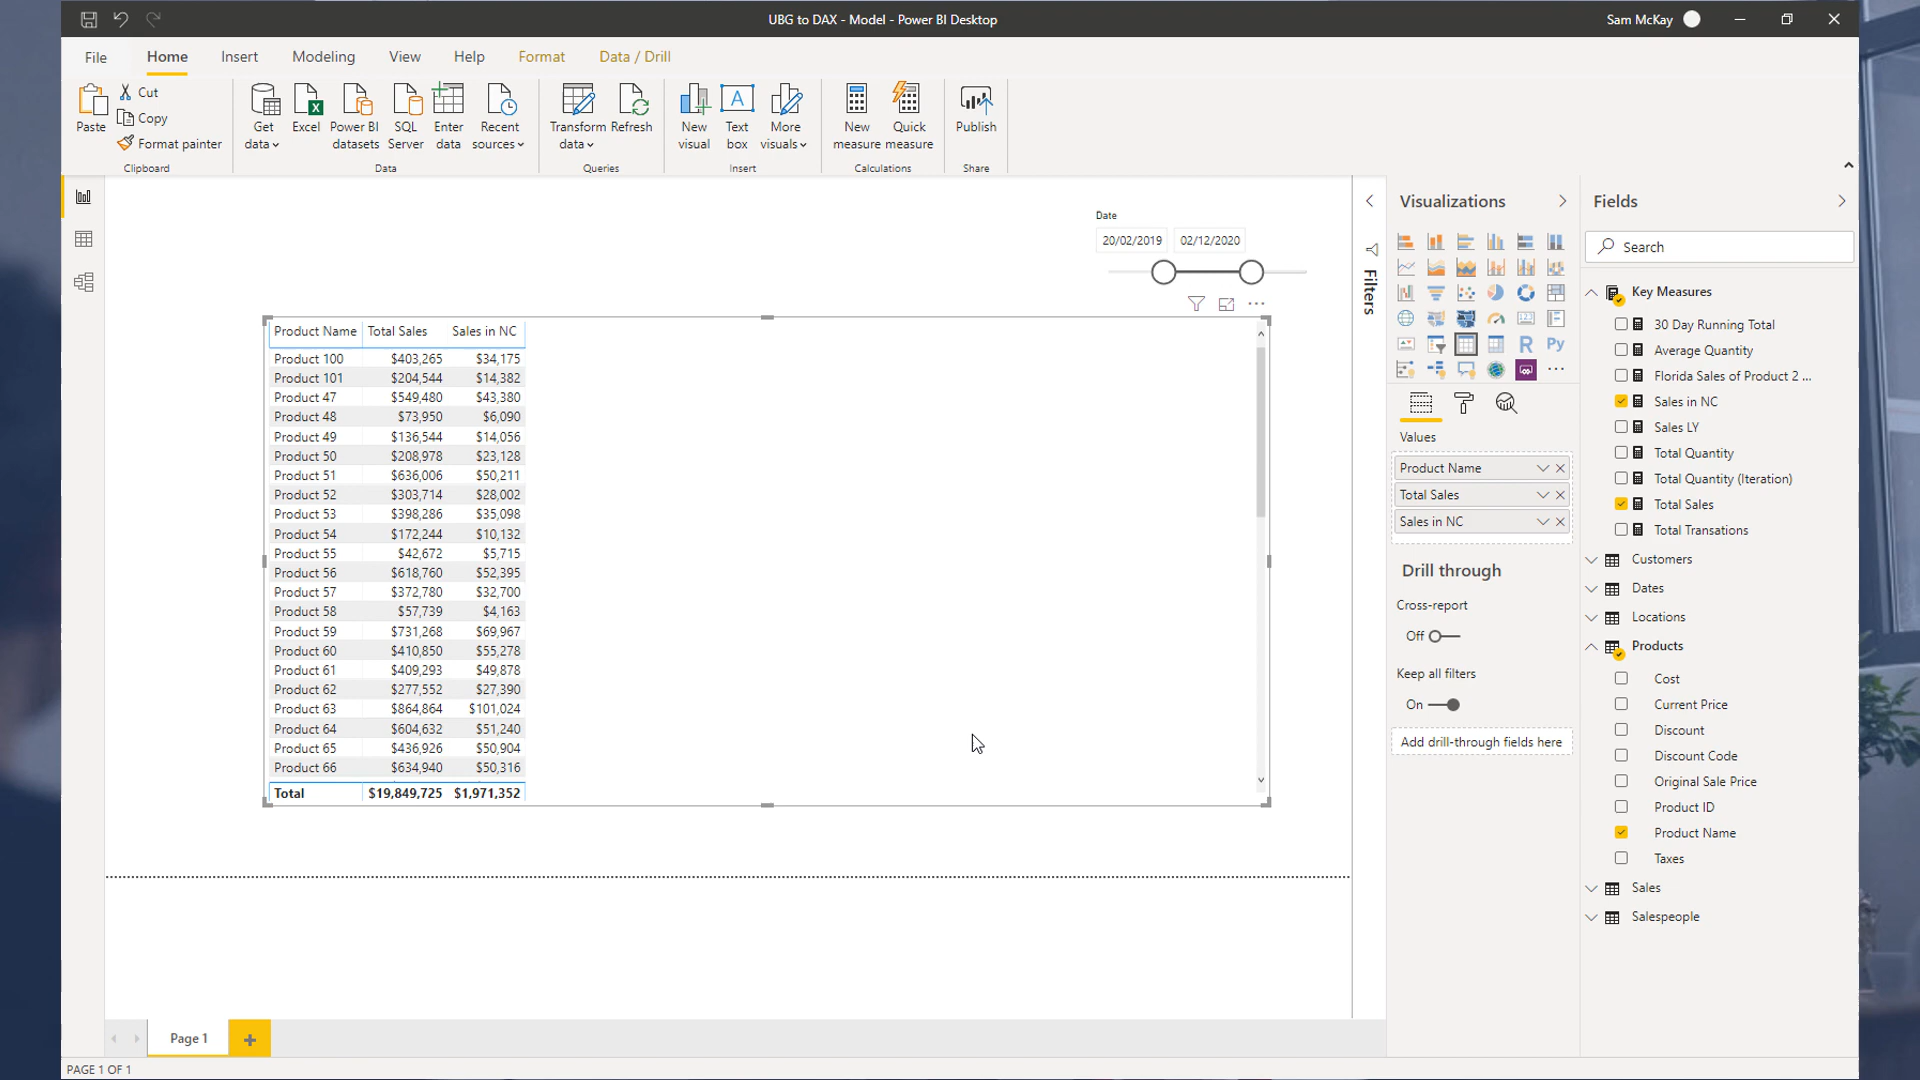 UBG to DAX - Model - Power BI Desktop
Sam McKay
File Home Insert Modeling View Help Format Data / Drill
Paste
Cut
Copy
Format painter
Clipboard
Get data
Excel
Power BI datasets
SQL Server
Enter data
Recent sources
Data
Transform data
Refresh
Queries
New visual
Text box
More visuals
Insert
New measure
Quick measure
Calculations
Publish
Share
Date
20/02/2019 02/12/2020
Product Name Total Sales Sales in NC
Product 100 $403,265 $34,175
Product 101 $204,544 $14,382
Product 47 $549,480 $43,380
Product 48 $73,950 $6,090
Product 49 $136,544 $14,056
Product 50 $208,978 $23,128
Product 51 $636,006 $50,211
Product 52 $303,714 $28,002
Product 53 $398,286 $35,098
Product 54 $172,244 $10,132
Product 55 $42,672 $5,715
Product 56 $618,760 $52,395
Product 57 $372,780 $32,700
Product 58 $57,739 $4,163
Product 59 $731,268 $69,967
Product 60 $410,850 $55,278
Product 61 $409,293 $49,878
Product 62 $277,552 $27,390
Product 63 $864,864 $101,024
Product 64 $604,632 $51,240
Product 65 $436,926 $50,904
Product 66 $634,940 $50,316
Total $19,849,725 $1,971,352
Filters
Visualizations
R Py
Values
Product Name
Total Sales
Sales in NC
Drill through
Cross-report
Off
Keep all filters
On
Add drill-through fields here
Fields
Search
Key Measures
30 Day Running Total
Average Quantity
Florida Sales of Product 2 ...
Sales in NC
Sales LY
Total Quantity
Total Quantity (Iteration)
Total Sales
Total Transations
Customers
Dates
Locations
Products
Cost
Current Price
Discount
Discount Code
Original Sale Price
Product ID
Product Name
Taxes
Sales
Salespeople
Page 1
PAGE 1 OF 1